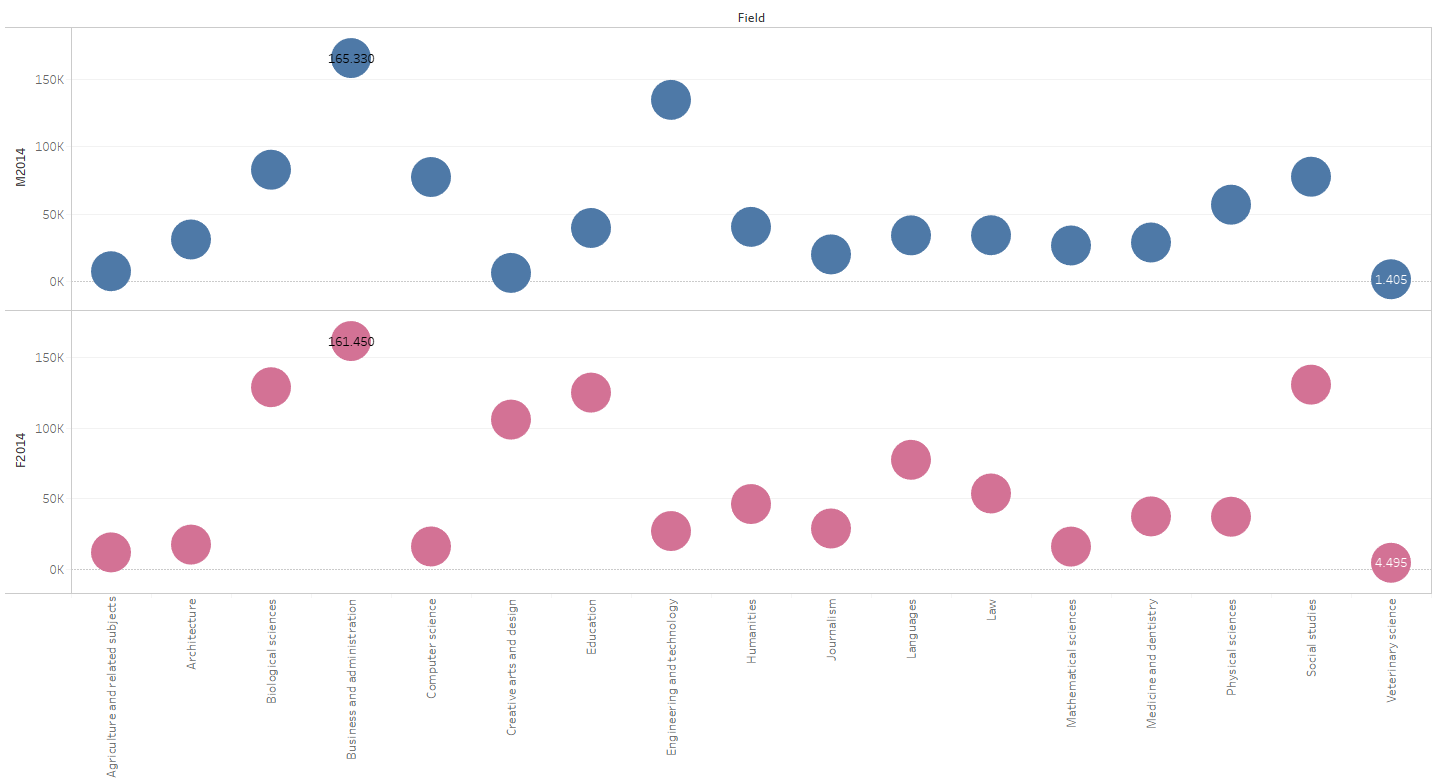 Field
M2014
150K
100K
50K
0K
165.330
1.405
F2014
150K
100K
50K
0K
161.450
4.495
Agriculture and related subjects
Architecture
Biological sciences
Business and administration
Computer science
Creative arts and design
Education
Engineering and technology
Humanities
Journalism
Languages
Law
Mathematical sciences
Medicine and dentistry
Physical sciences
Social studies
Veterinary science